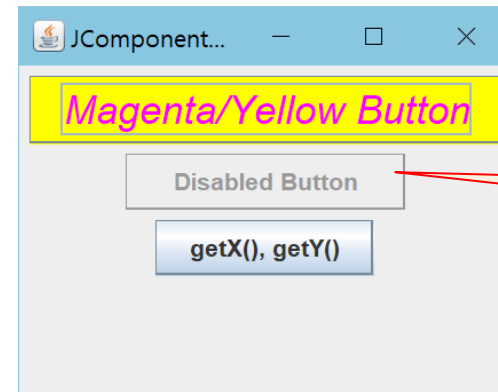 JComponent...
Magenta/Yellow Button
Disabled Button
getX(), getY()